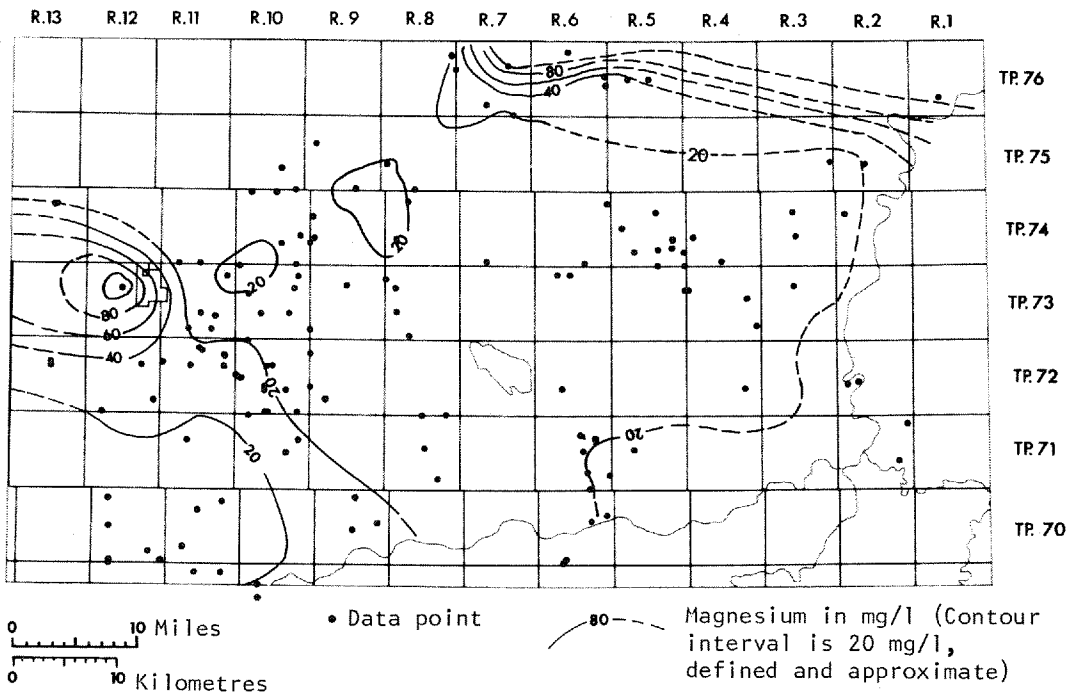 R.13 R.12 R.11 R.10 R.9 R.8 R.7 R.6 R.5 R.4 R.3 R.2 R.1
80
TP. 76
40
20
TP. 75
20
TP. 74
20
80
TP. 73
60
40
20
TP. 72
20
20
TP. 71
TP. 70
0 10 Miles
0 10 Kilometres
Data point
80
Magnesium in mg/l (Contour
interval is 20 mg/l,
defined and approximate)